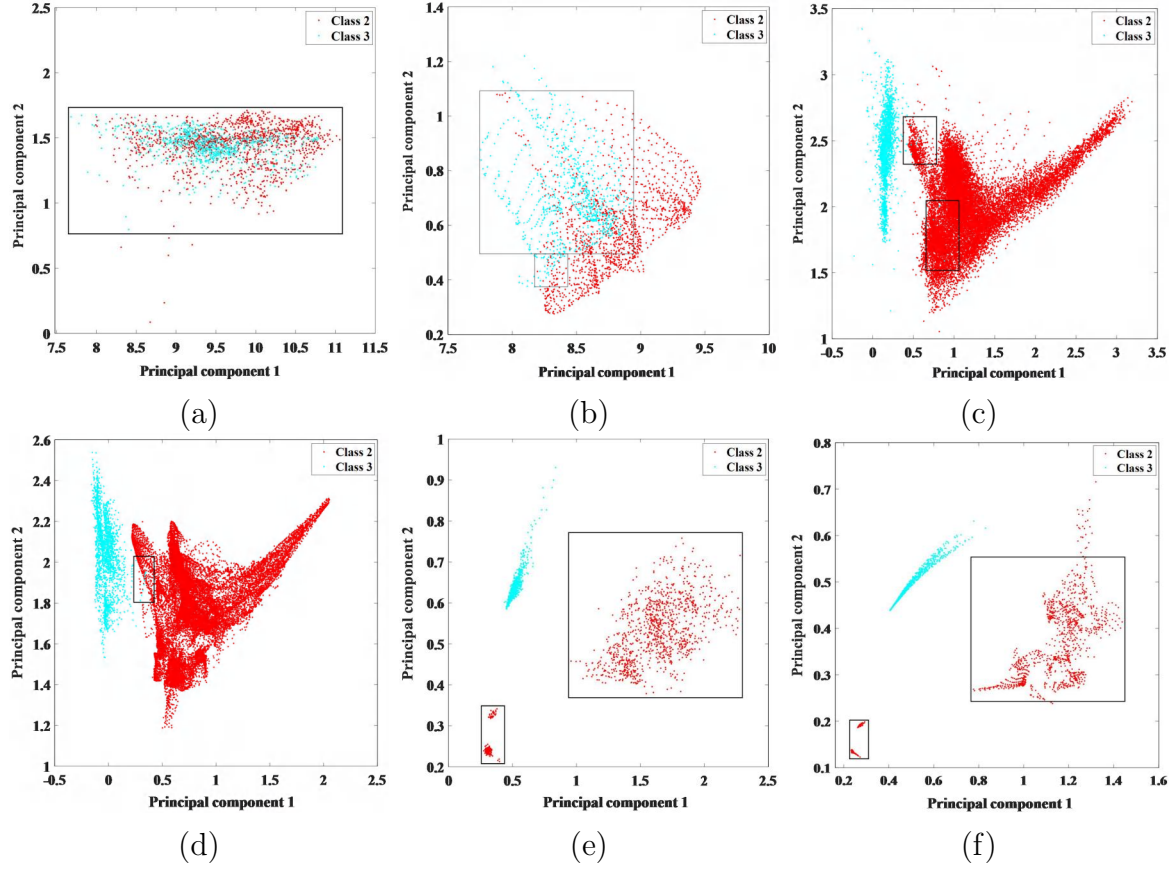 2.5
2
1.5
1
0.5
0
7.5 8 8.5 9 9.5 10 10.5 11 11.5
Principal component 1
Principal component 2
Class 2
Class 3
(a)
1.4
1.2
1
0.8
0.6
0.4
0.2
7.5 8 8.5 9 9.5 10
Principal component 1
Principal component 2
Class 2
Class 3
(b)
3.5
3
2.5
2
1.5
1
-0.5 0 0.5 1 1.5 2 2.5 3 3.5
Principal component 1
Principal component 2
Class 2
Class 3
(c)
2.6
2.4
2.2
2
1.8
1.6
1.4
1.2
1
-0.5 0 0.5 1 1.5 2 2.5
Principal component 1
Principal component 2
Class 2
Class 3
(d)
1
0.9
0.8
0.7
0.6
0.5
0.4
0.3
0.2
0 0.5 1 1.5 2 2.5
Principal component 1
Principal component 2
Class 2
Class 3
(e)
0.8
0.7
0.6
0.5
0.4
0.3
0.2
0.1
0.2 0.4 0.6 0.8 1 1.2 1.4 1.6
Principal component 1
Principal component 2
Class 2
Class 3
(f)